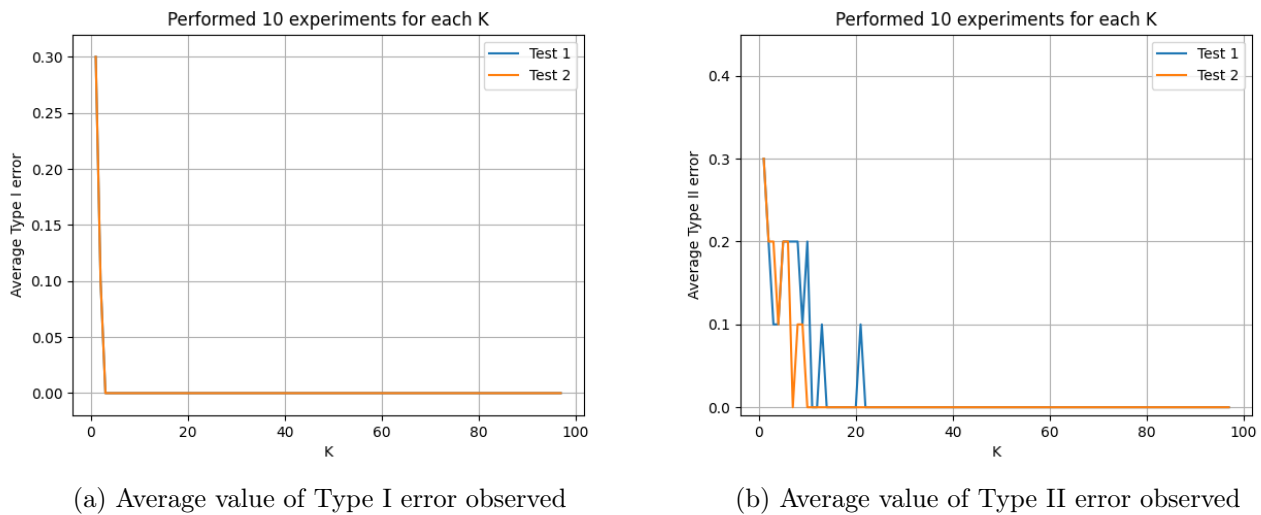 Performed 10 experiments for each K
Average Type I error
0.30
0.25
0.20
0.15
0.10
0.05
0.00
Test 1
Test 2
0
20
40
60
80
100
K
(a) Average value of Type I error observed
Performed 10 experiments for each K
Average Type II error
0.4
0.3
0.2
0.1
0.0
Test 1
Test 2
0
20
40
60
80
100
K
(b) Average value of Type II error observed